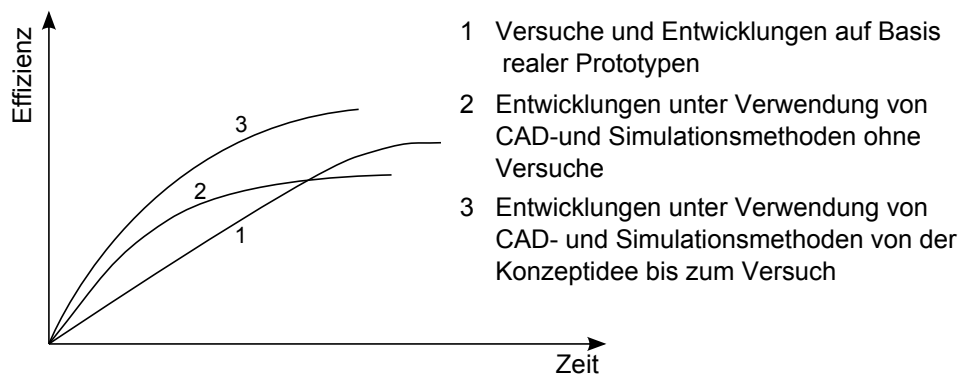 Effizienz
1 Versuche und Entwicklungen auf Basis
realer Prototypen
2 Entwicklungen unter Verwendung von
CAD-und Simulationsmethoden ohne
Versuche
3 Entwicklungen unter Verwendung von
CAD- und Simulationsmethoden von der
Konzeptidee bis zum Versuch
3
2
1
Zeit